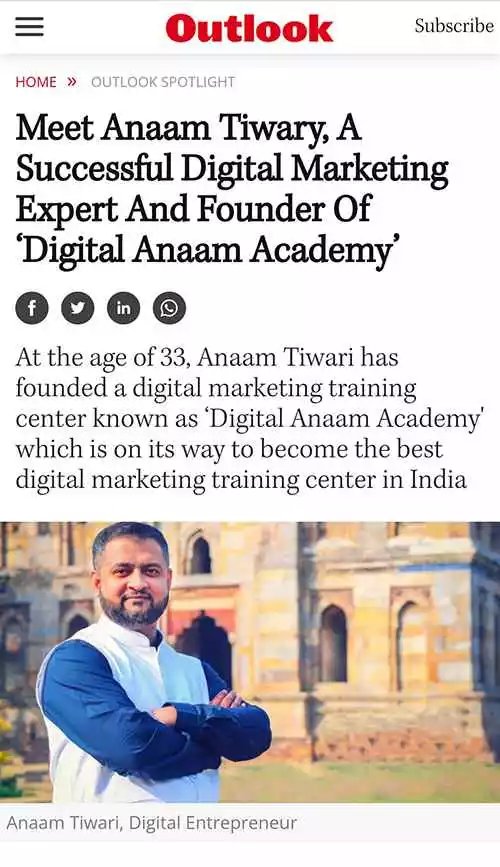 Outlook
Subscribe
HOME » OUTLOOK SPOTLIGHT
Meet Anaam Tiwary, A
Successful Digital Marketing
Expert And Founder Of
‘Digital Anaam Academy’
At the age of 33, Anaam Tiwari has
founded a digital marketing training
center known as ‘Digital Anaam Academy'
which is on its way to become the best
digital marketing training center in India
Anaam Tiwari, Digital Entrepreneur